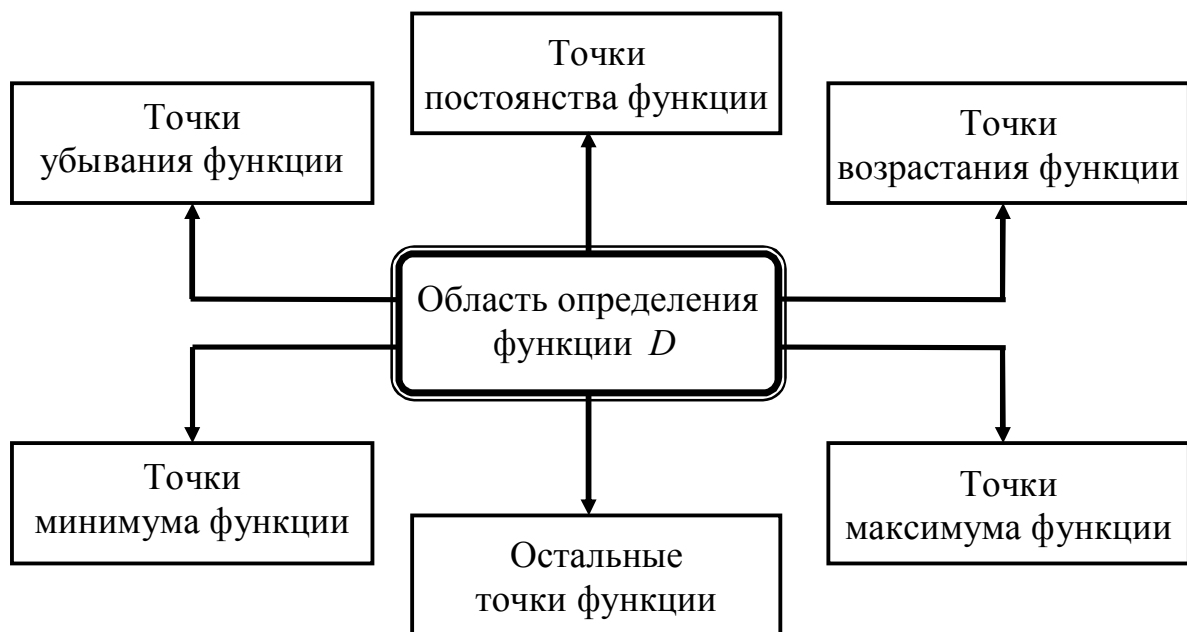 Точки
постоянства функции
Точки
убывания функции
Точки
возрастания функции
Область определения
функции D
Точки
минимума функции
Точки
максимума функции
Остальные
точки функции